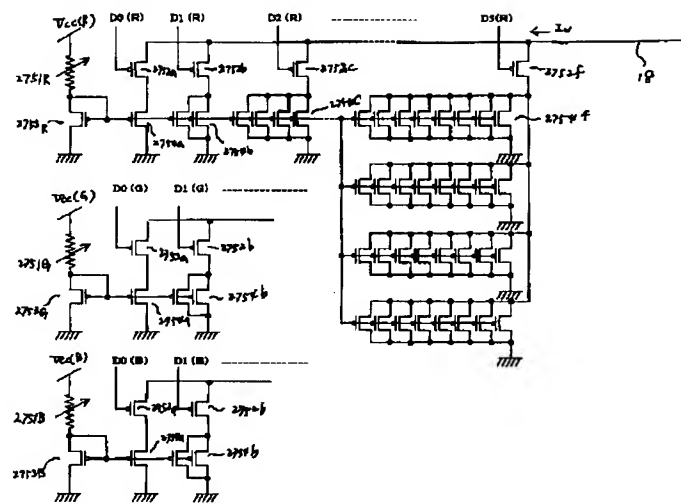 Vcc(R)
D0(R)
D1(R)
D2(R)
D5(R)
Iw
2751R
2752a
2752b
2752c
2752f
18
2753R
2754a
2754b
2754c
2754f
Vcc(G)
D0(G)
D1(G)
2751G
2752a
2752b
2753G
2754a
2754b
Vcc(B)
D0(B)
D1(B)
2751B
2752a
2752b
2753B
2754a
2754b